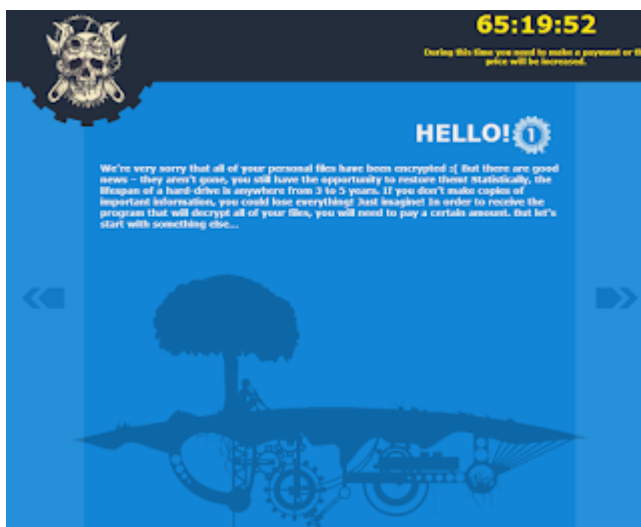 65:19:52
During this time you need to make a payment or th
price will be increased.
HELLO! 1
We're very sorry that all of your personal files have been encrypted :( But there are good
news – they aren't gone, you still have the opportunity to restore them! Statistically, the
lifespan of a hard-drive is anywhere from 3 to 5 years. If you don't make copies of
important information, you could lose everything! Just imagine! In order to receive the
program that will decrypt all of your files, you will need to pay a certain amount. But let's
start with something else...